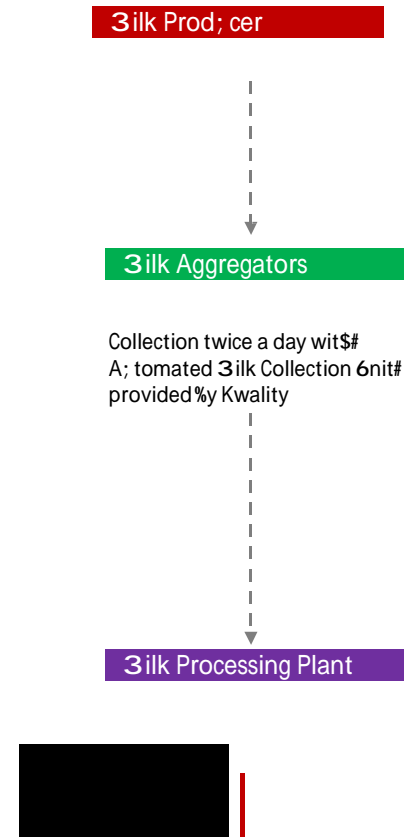 3ilk Prod; cer
3ilk Aggregators
Collection twice a day wit$#
A; tomated 3ilk Collection 6nit#
provided %y Kwality
3ilk Processing Plant